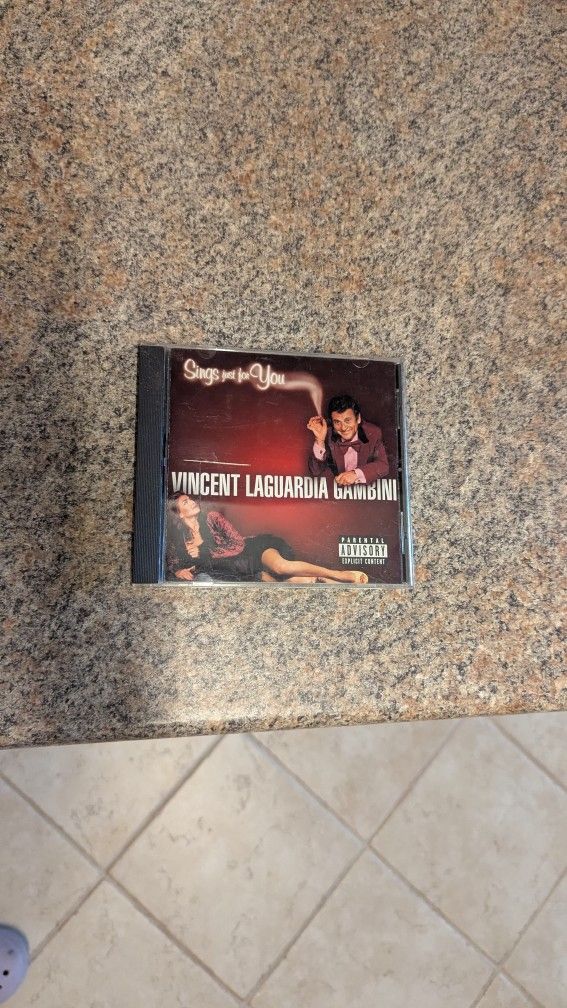 Sings just for You
VINCENT LAGUARDIA GAMBINI
PARENTAL
ADVISORY
EXPLICIT CONTENT